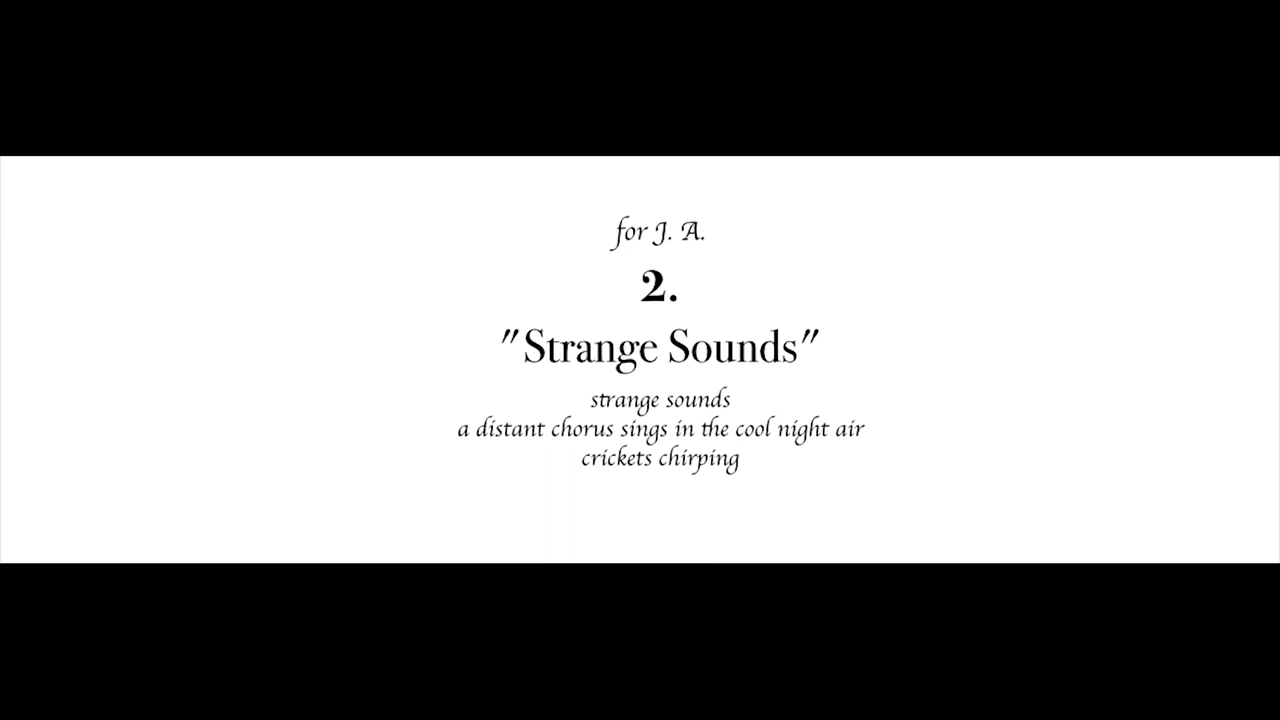 for J. A.
2.
"Strange Sounds"
strange sounds
a distant chorus sings in the cool night air
crickets chirping